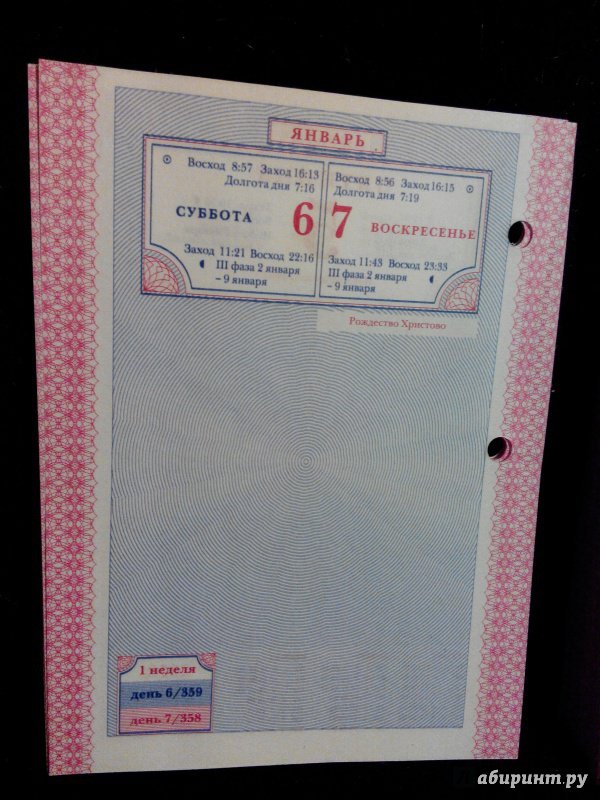 ЯНВАРЬ
Восход 8:57 Заход 16:13
Долгота дня 7:16
СУББОТА 6
Заход 11:21 Восход 22:16
III фаза 2 января
– 9 января
Восход 8:56 Заход 16:15
Долгота дня 7:19
7 ВОСКРЕСЕНЬЕ
Заход 11:43 Восход 23:33
III фаза 2 января
– 9 января
Рождество Христово
1 неделя
день 6/359
день 7/358
абиринт.ру